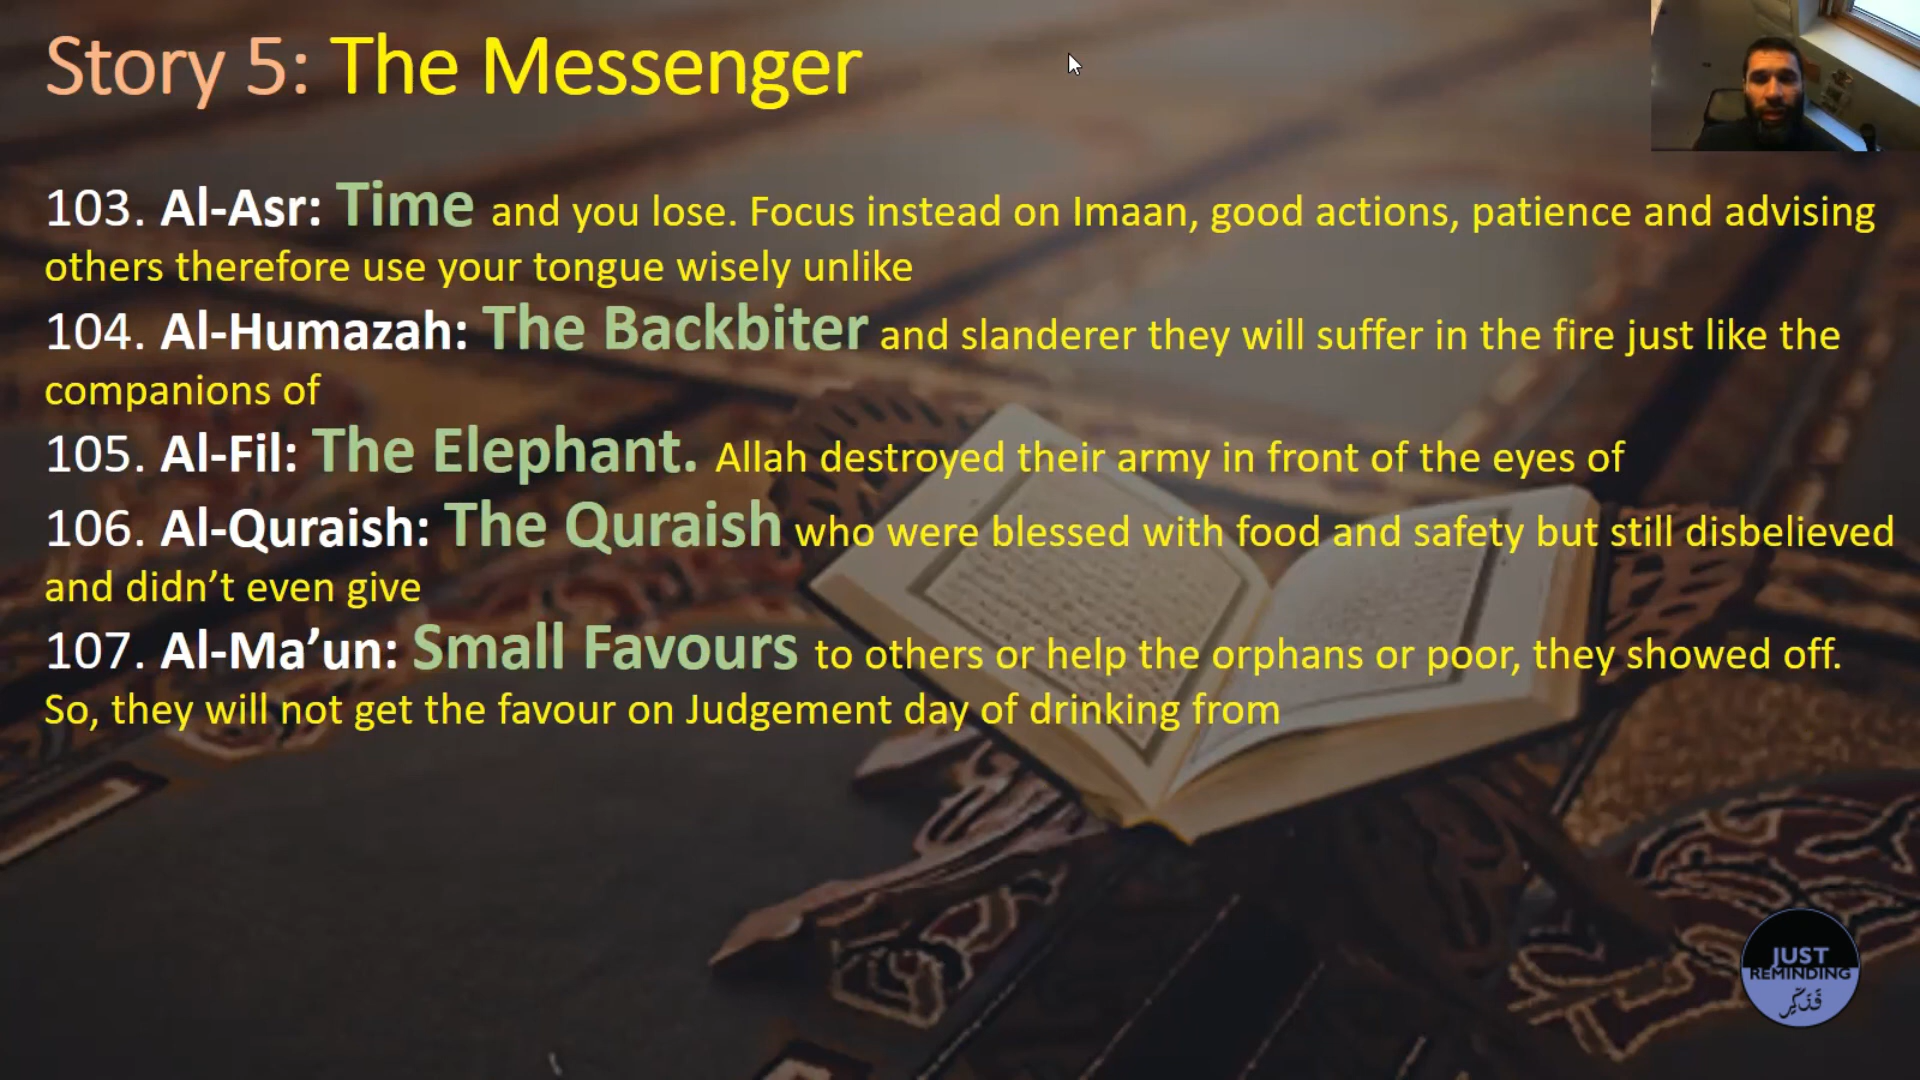 Story 5: The Messenger
103. Al-Asr: Time and you lose. Focus instead on Imaan, good actions, patience and advising
others therefore use your tongue wisely unlike
104. Al-Humazah: The Backbiter and slanderer they will suffer in the fire just like the
companions of
105. Al-Fil: The Elephant. Allah destroyed their army in front of the eyes of
106. Al-Quraish: The Quraish who were blessed with food and safety but still disbelieved
and didn’t even give
107. Al-Ma’un: Small Favours to others or help the orphans or poor, they showed off.
So, they will not get the favour on Judgement day of drinking from
JUST
REMINDING
فَذَكِّر